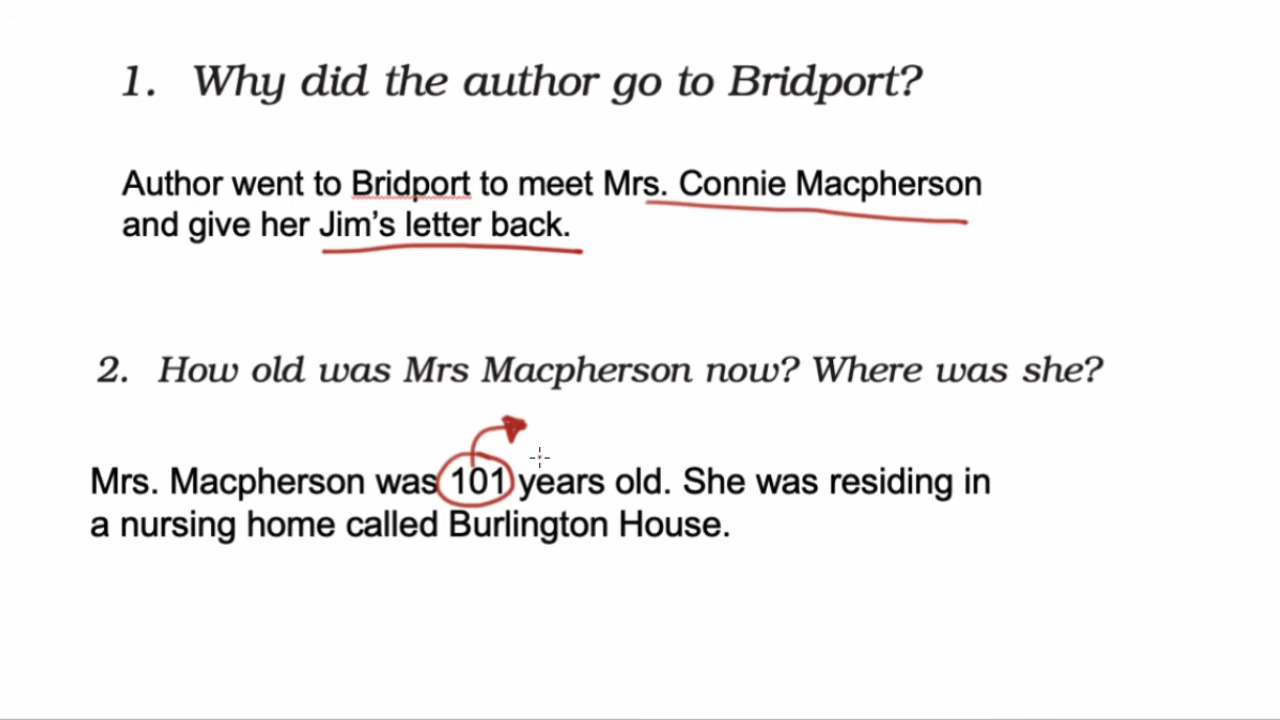 1. Why did the author go to Bridport?
Author went to Bridport to meet Mrs. Connie Macpherson
and give her Jim's letter back.
2. How old was Mrs Macpherson now? Where was she?
Mrs. Macpherson was 101 years old. She was residing in
a nursing home called Burlington House.